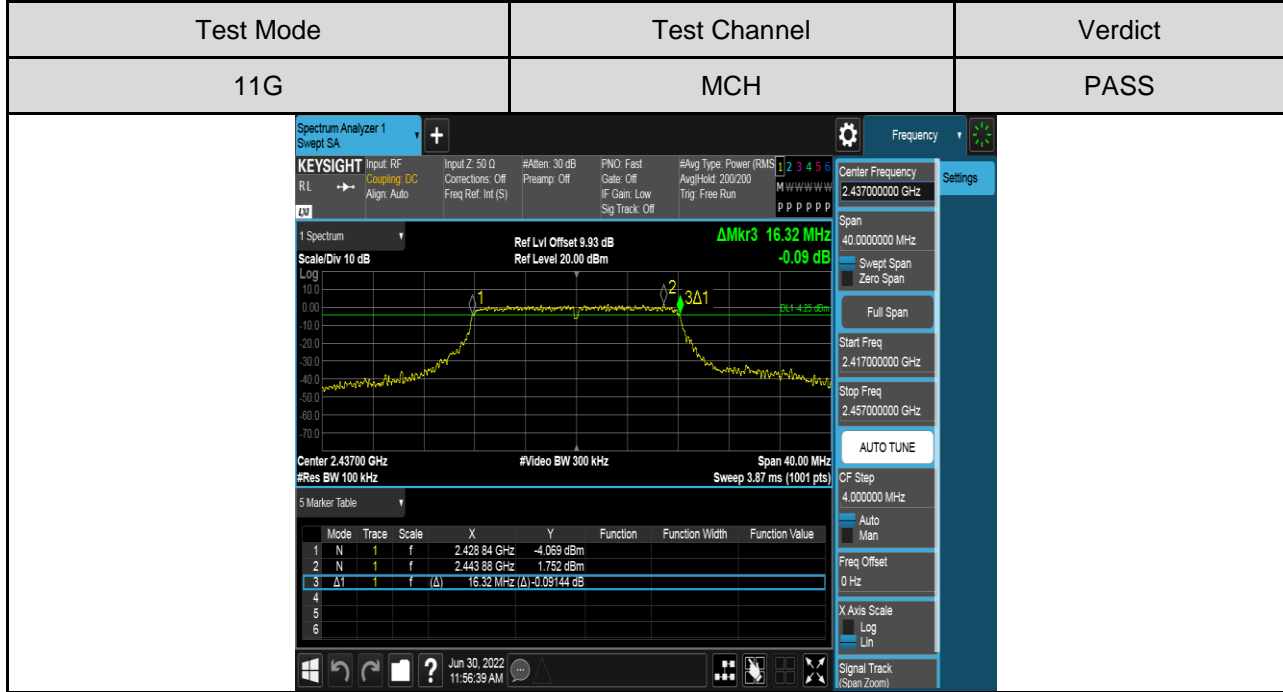 Test Mode Test Channel Verdict
11G MCH PASS
Spectrum Analyzer 1
Swept SA
+
Frequency
KEYSIGHT Input: RF Input Z: 50 Ω #Atten: 30 dB PNO: Fast #Avg Type: Power (RMS 1 2 3 4 5 6
RL Coupling: DC Corrections: Off Preamp: Off Gate: Off Avg|Hold: 200/200 M W W W W W
Align: Auto Freq Ref: Int (S) IF Gain: Low Trig: Free Run
LXI Sig Track: Off P P P P P P
1 Spectrum Ref Lvl Offset 9.93 dB ΔMkr3 16.32 MHz
Scale/Div 10 dB Ref Level 20.00 dBm -0.09 dB
Log
10.0
0.00
-10.0
-20.0
-30.0
-40.0
-50.0
-60.0
-70.0
1
2
3Δ1
DL1 -4.25 dBm
Center 2.43700 GHz #Video BW 300 kHz Span 40.00 MHz
#Res BW 100 kHz Sweep 3.87 ms (1001 pts)
5 Marker Table
Mode Trace Scale X Y Function Function Width Function Value
1 N 1 f 2.428 84 GHz -4.069 dBm
2 N 1 f 2.443 88 GHz 1.752 dBm
3 Δ1 1 f (Δ) 16.32 MHz (Δ) -0.09144 dB
4
5
6
Jun 30, 2022
11:56:39 AM
Center Frequency
2.437000000 GHz
Settings
Span
40.0000000 MHz
Swept Span
Zero Span
Full Span
Start Freq
2.417000000 GHz
Stop Freq
2.457000000 GHz
AUTO TUNE
CF Step
4.000000 MHz
Auto
Man
Freq Offset
0 Hz
X Axis Scale
Log
Lin
Signal Track
(Span Zoom)